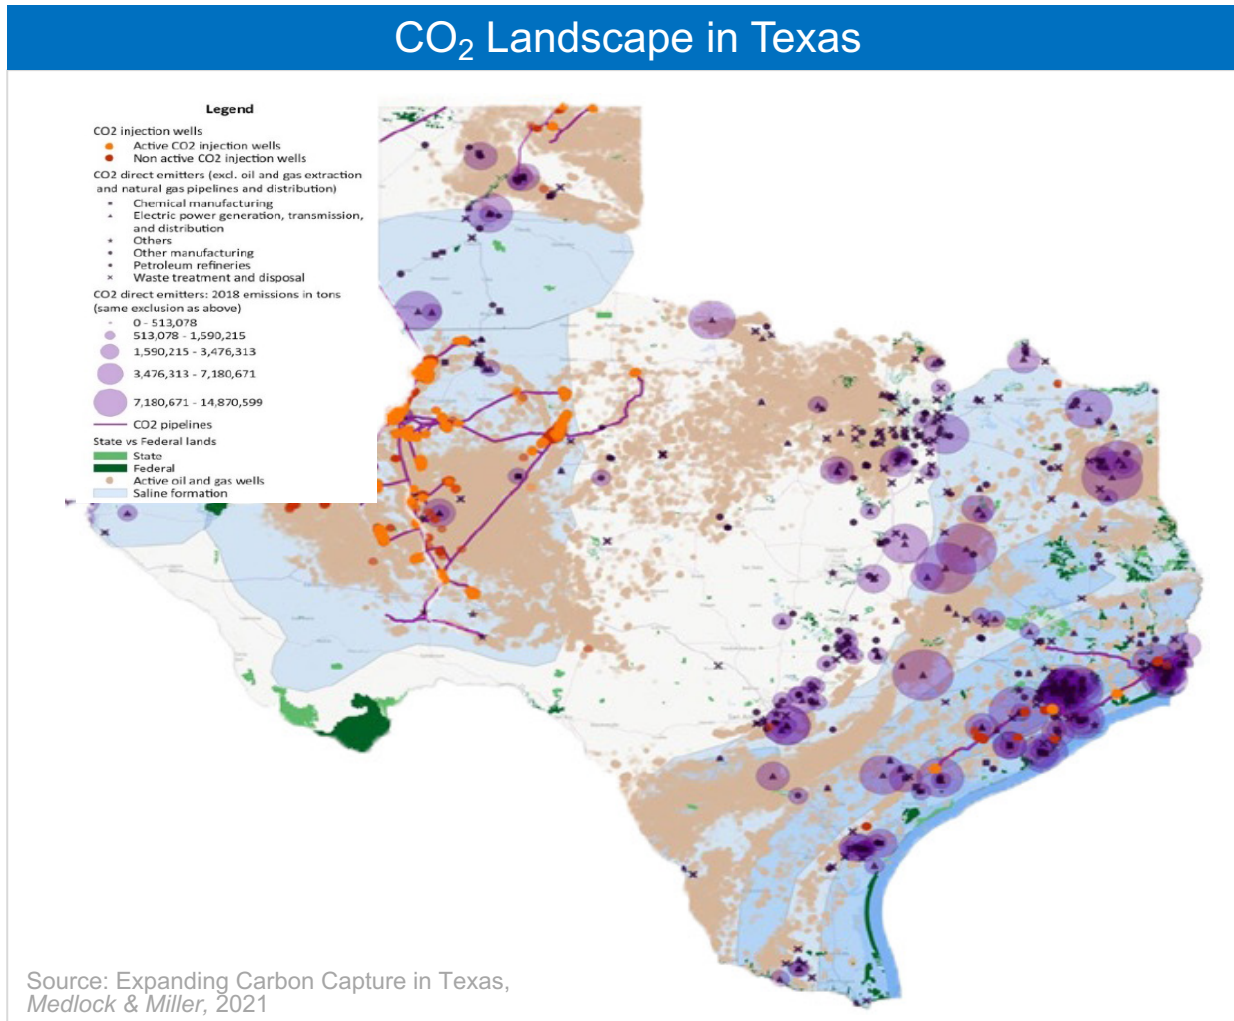 CO₂ Landscape in Texas
Legend
CO2 injection wells
Active CO2 injection wells
Non active CO2 injection wells
CO2 direct emitters (excl. oil and gas extraction
and natural gas pipelines and distribution)
Chemical manufacturing
Electric power generation, transmission,
and distribution
Others
Other manufacturing
Petroleum refineries
Waste treatment and disposal
CO2 direct emitters: 2018 emissions in tons
(same exclusion as above)
0 - 513,078
513,078 - 1,590,215
1,590,215 - 3,476,313
3,476,313 - 7,180,671
7,180,671 - 14,870,599
CO2 pipelines
State vs Federal lands
State
Federal
Active oil and gas wells
Saline formation
Source: Expanding Carbon Capture in Texas,
Medlock & Miller, 2021